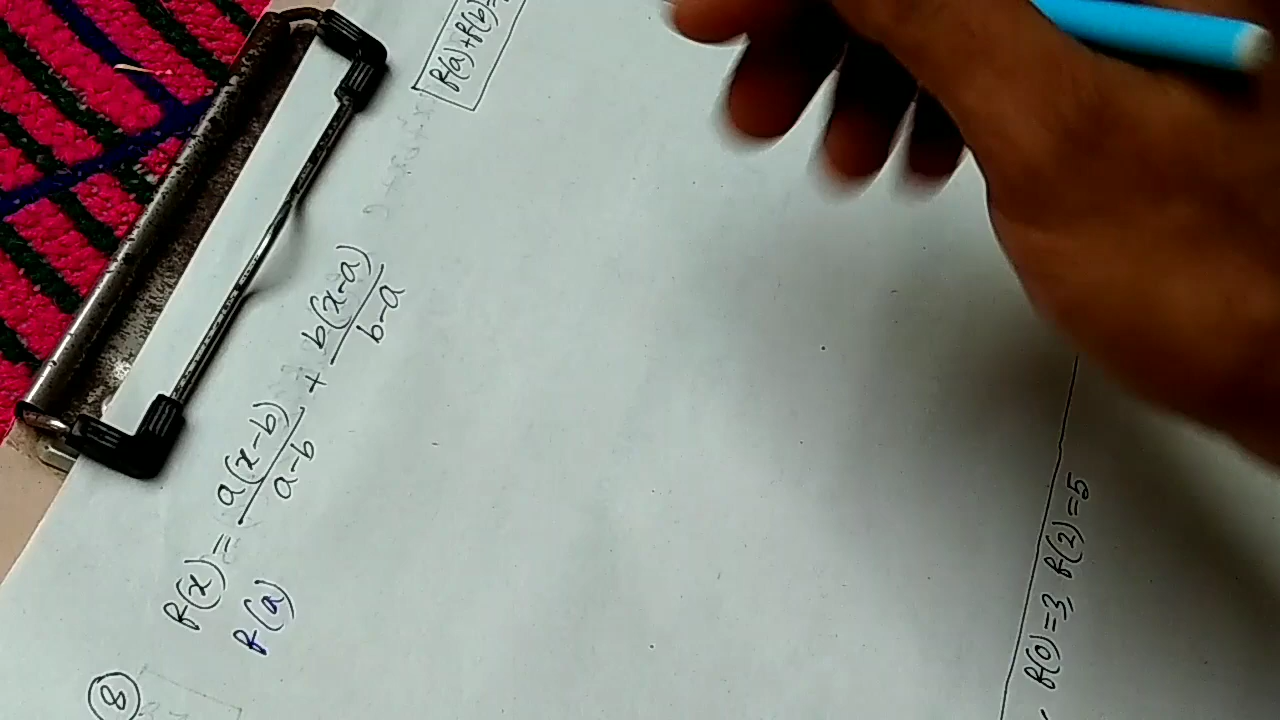 8
f(x) = a(x-b)/a-b + b(x-a)/b-a
f(a)+f(b)=
f(a)
f(0)=3, f(2)=5